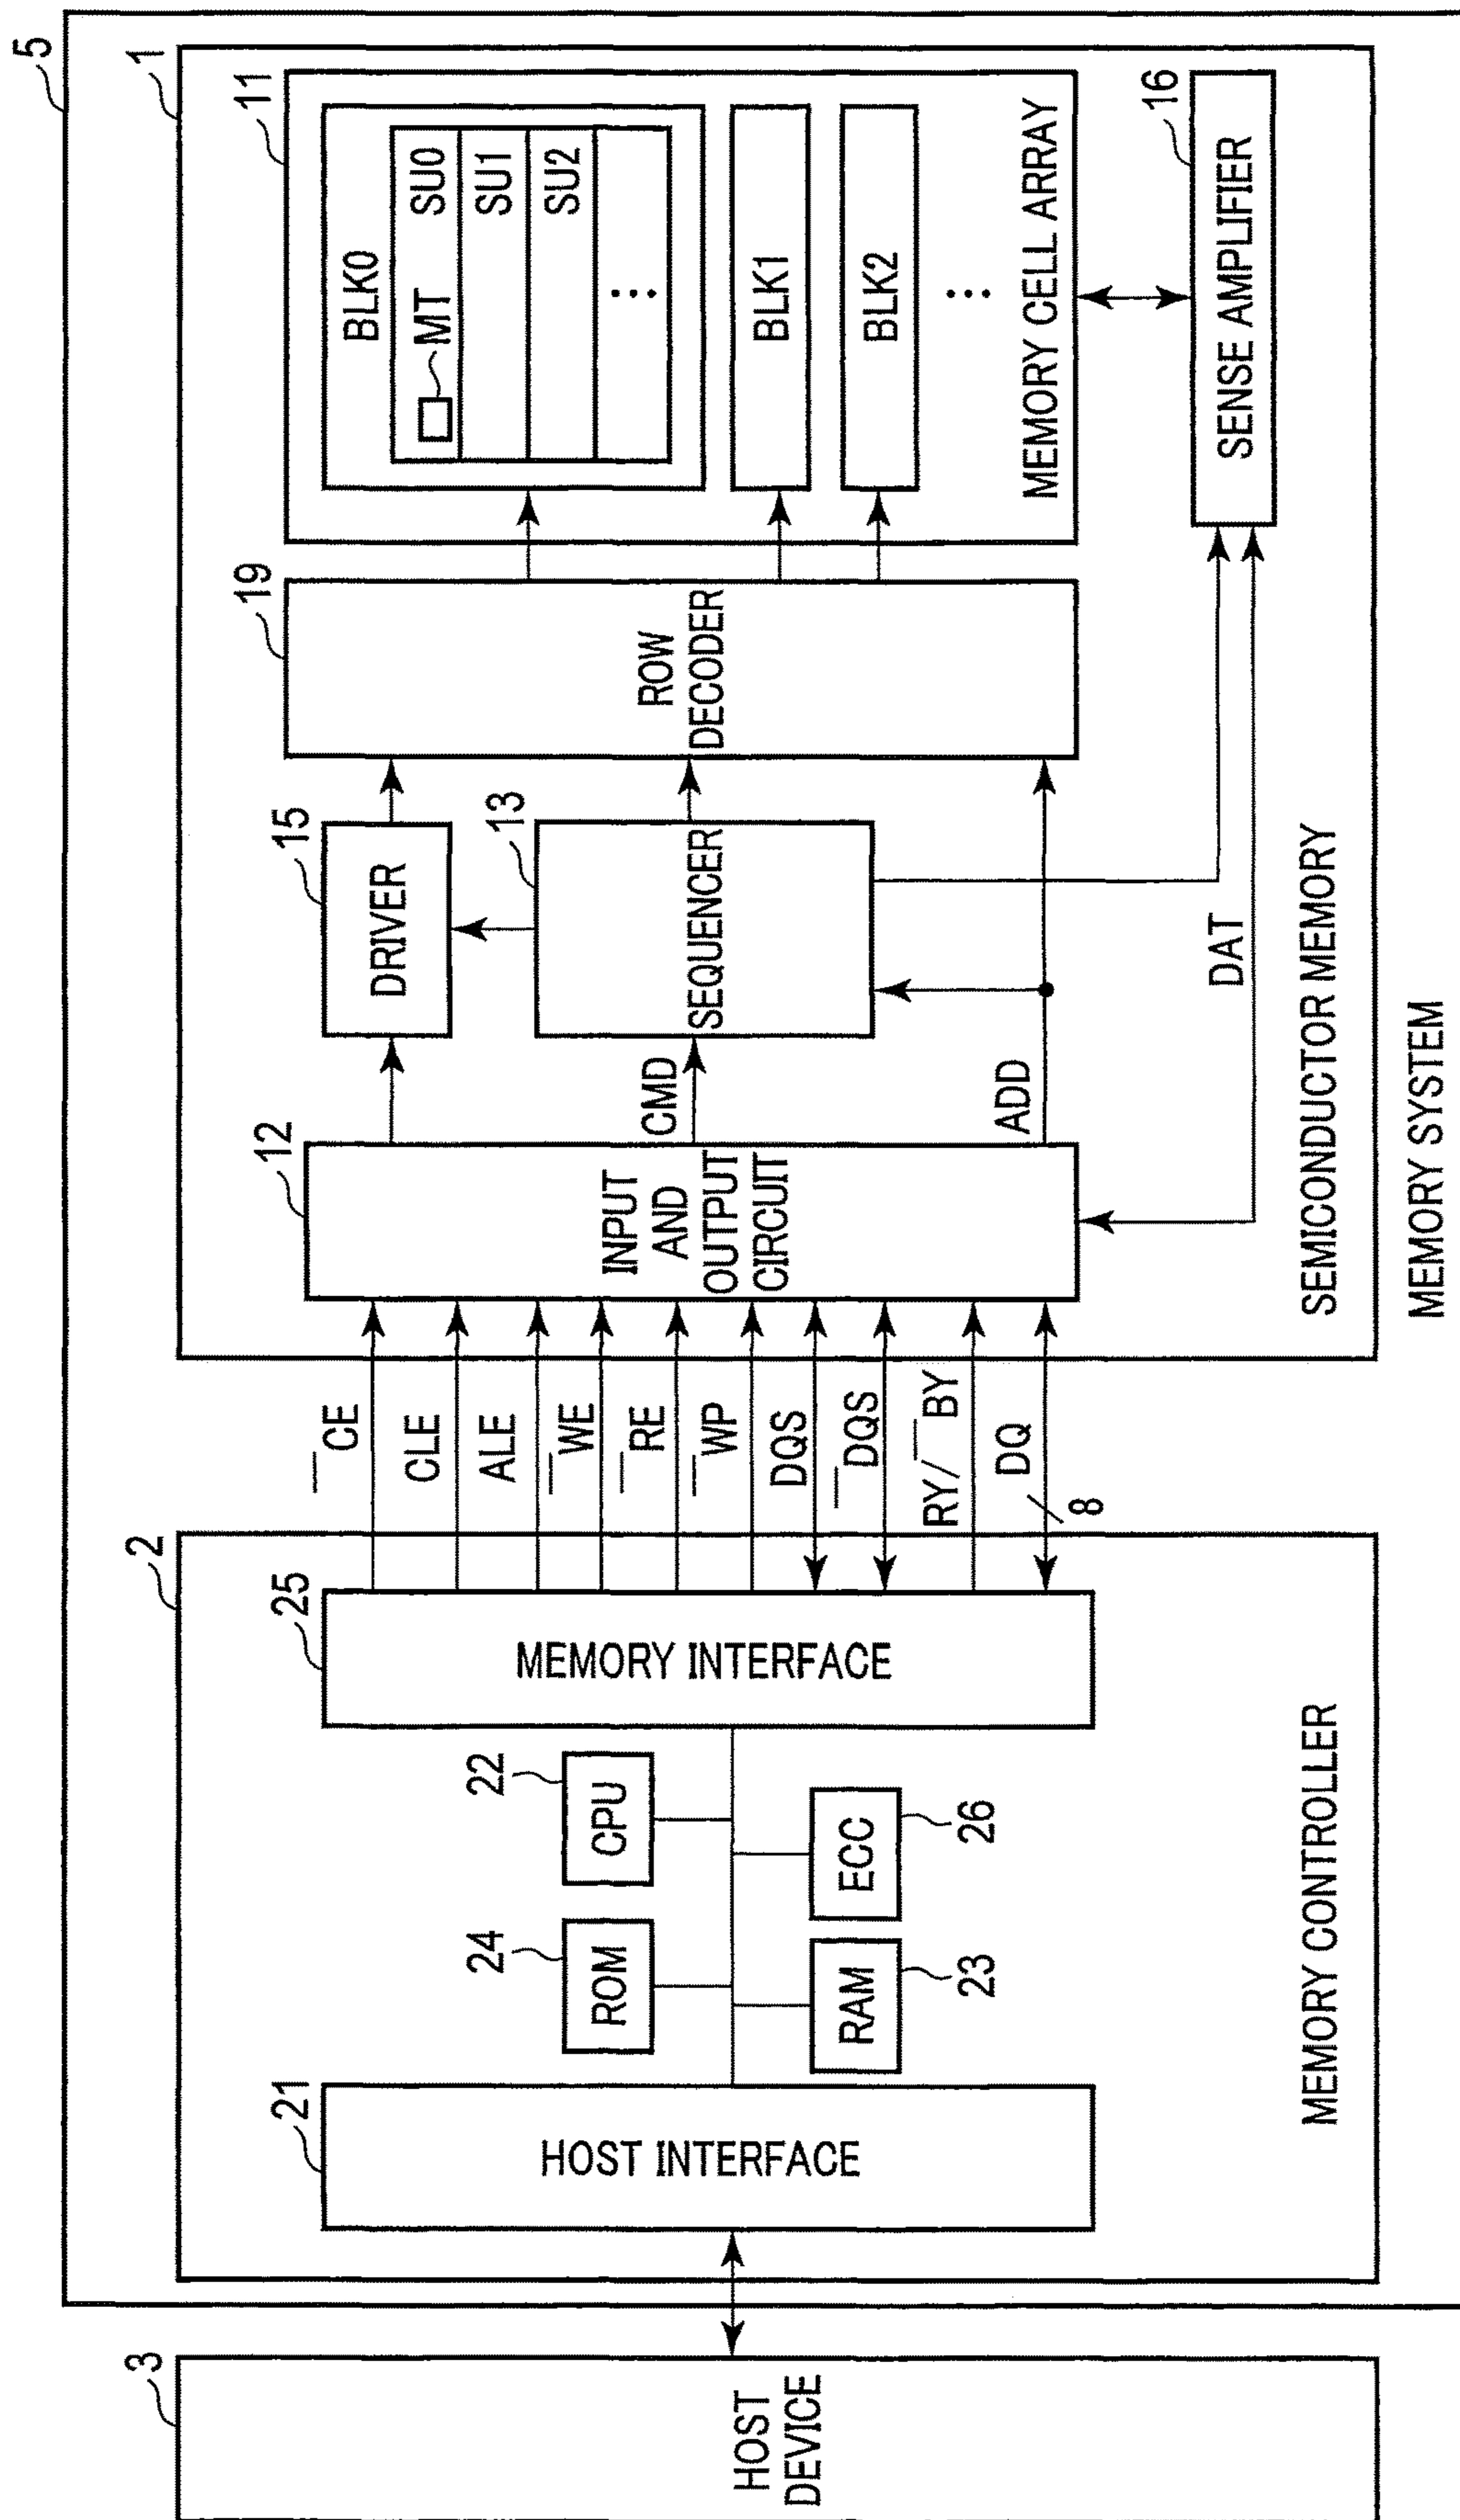 5
3
HOST
DEVICE
2
21
HOST INTERFACE
24
ROM
22
CPU
RAM
23
ECC
26
25
MEMORY INTERFACE
MEMORY CONTROLLER
‾CE
CLE
ALE
‾WE
‾RE
‾WP
DQS
‾DQS
RY/‾BY
DQ
8
1
12
INPUT
AND
OUTPUT
CIRCUIT
CMD
ADD
15
DRIVER
13
SEQUENCER
DAT
19
ROW
DECODER
11
BLK0
MT
SU0
SU1
SU2
⋮
BLK1
BLK2
⋮
MEMORY CELL ARRAY
16
SENSE AMPLIFIER
SEMICONDUCTOR MEMORY
MEMORY SYSTEM